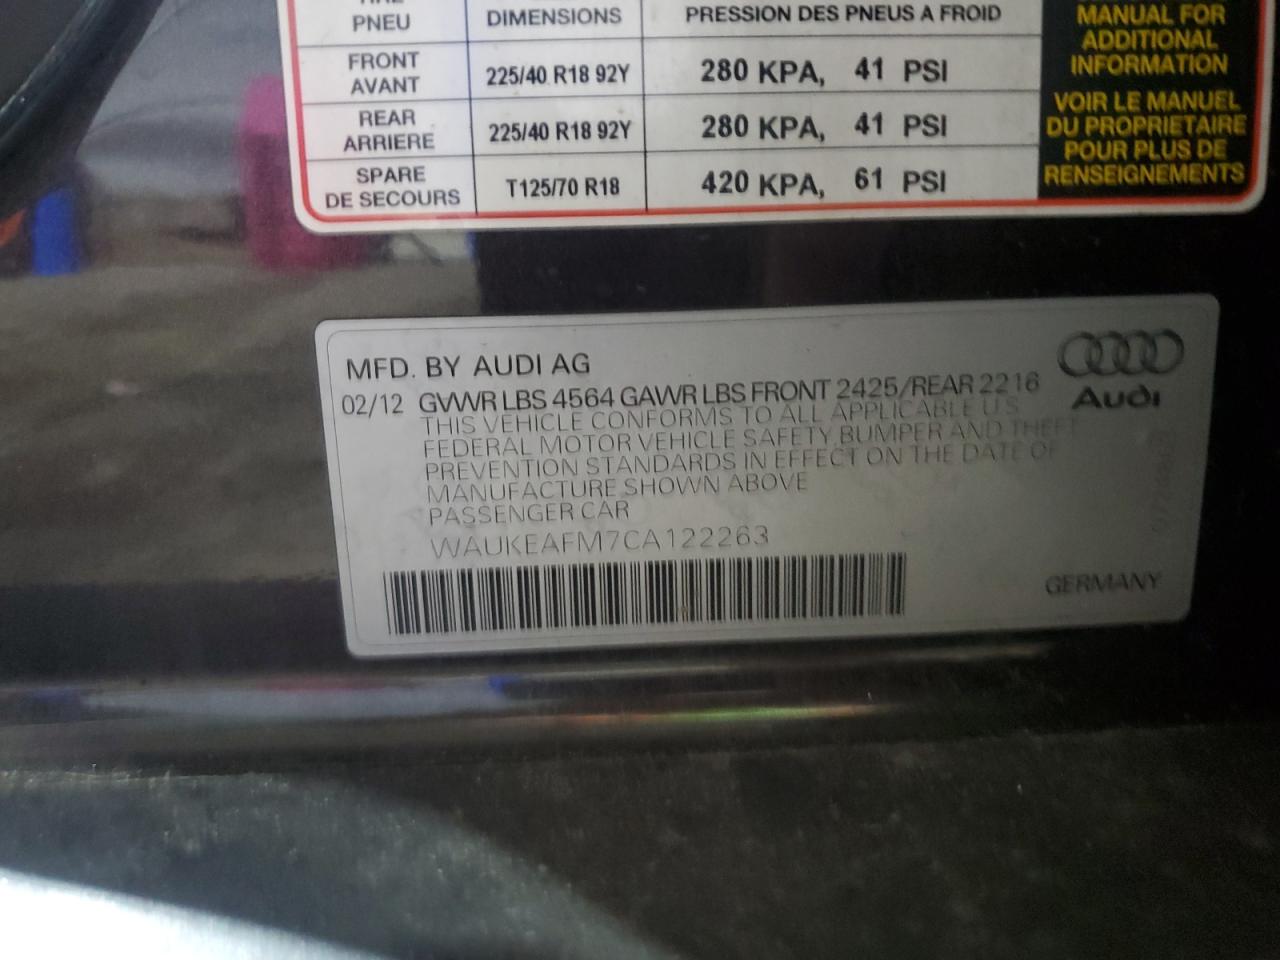 PNEU DIMENSIONS PRESSION DES PNEUS A FROID
FRONT
AVANT 225/40 R18 92Y 280 KPA, 41 PSI
REAR
ARRIERE 225/40 R18 92Y 280 KPA, 41 PSI
SPARE
DE SECOURS T125/70 R18 420 KPA, 61 PSI
MANUAL FOR
ADDITIONAL
INFORMATION
VOIR LE MANUEL
DU PROPRIETAIRE
POUR PLUS DE
RENSEIGNEMENTS
MFD. BY AUDI AG
02/12 GVWR LBS 4564 GAWR LBS FRONT 2425/REAR 2216
Audi
THIS VEHICLE CONFORMS TO ALL APPLICABLE U.S.
FEDERAL MOTOR VEHICLE SAFETY, BUMPER AND THEFT
PREVENTION STANDARDS IN EFFECT ON THE DATE OF
MANUFACTURE SHOWN ABOVE
PASSENGER CAR
WAUKEAFM7CA122263
GERMANY